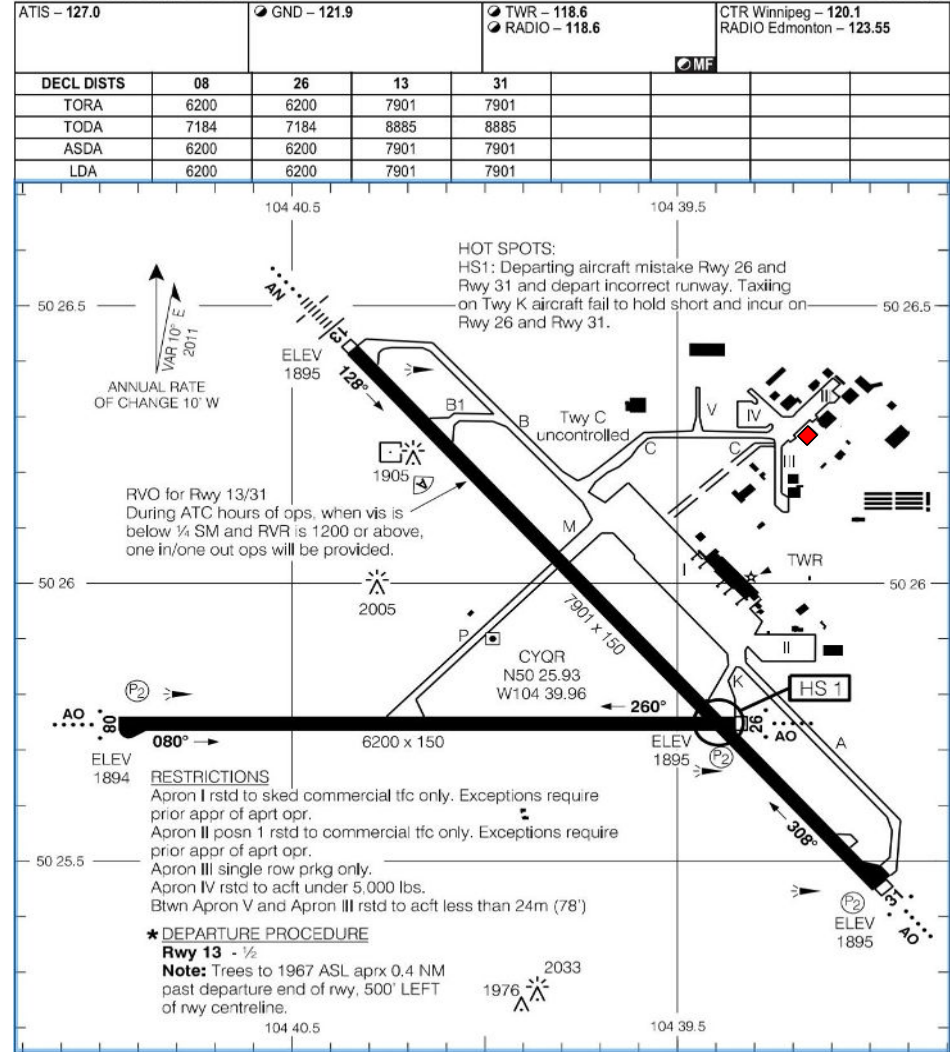 ATIS – 127.0
GND – 121.9
TWR – 118.6
RADIO – 118.6
MF
CTR Winnipeg – 120.1
RADIO Edmonton – 123.55
DECL DISTS 08 26 13 31
TORA 6200 6200 7901 7901
TODA 7184 7184 8885 8885
ASDA 6200 6200 7901 7901
LDA 6200 6200 7901 7901
104 40.5 104 39.5
HOT SPOTS:
HS1: Departing aircraft mistake Rwy 26 and
Rwy 31 and depart incorrect runway. Taxiing
on Twy K aircraft fail to hold short and incur on
Rwy 26 and Rwy 31.
50 26.5
50 26.5
VAR 10° E
2011
ANNUAL RATE
OF CHANGE 10' W
AN
13
ELEV
1895
128°
B1
B
Twy C
uncontrolled
C
V
IV
C
II
III
1905
A
RVO for Rwy 13/31
During ATC hours of ops, when vis is
below ¼ SM and RVR is 1200 or above,
one in/one out ops will be provided.
M
I
TWR
50 26
50 26
2005
7901 x 150
P
CYQR
N50 25.93
W104 39.96
II
K
HS 1
P2
AO
08
080°
6200 x 150
260°
26
AO
ELEV
1894
ELEV
1895
P2
A
RESTRICTIONS
Apron I rstd to sked commercial tfc only. Exceptions require
prior appr of aprt opr.
Apron II posn 1 rstd to commercial tfc only. Exceptions require
prior appr of aprt opr.
Apron III single row prkg only.
Apron IV rstd to acft under 5,000 lbs.
Btwn Apron V and Apron III rstd to acft less than 24m (78')
308°
50 25.5
50 25.5
31
P2
ELEV
1895
AO
* DEPARTURE PROCEDURE
Rwy 13 - ½
Note: Trees to 1967 ASL aprx 0.4 NM
past departure end of rwy, 500' LEFT
of rwy centreline.
2033
1976
104 40.5 104 39.5